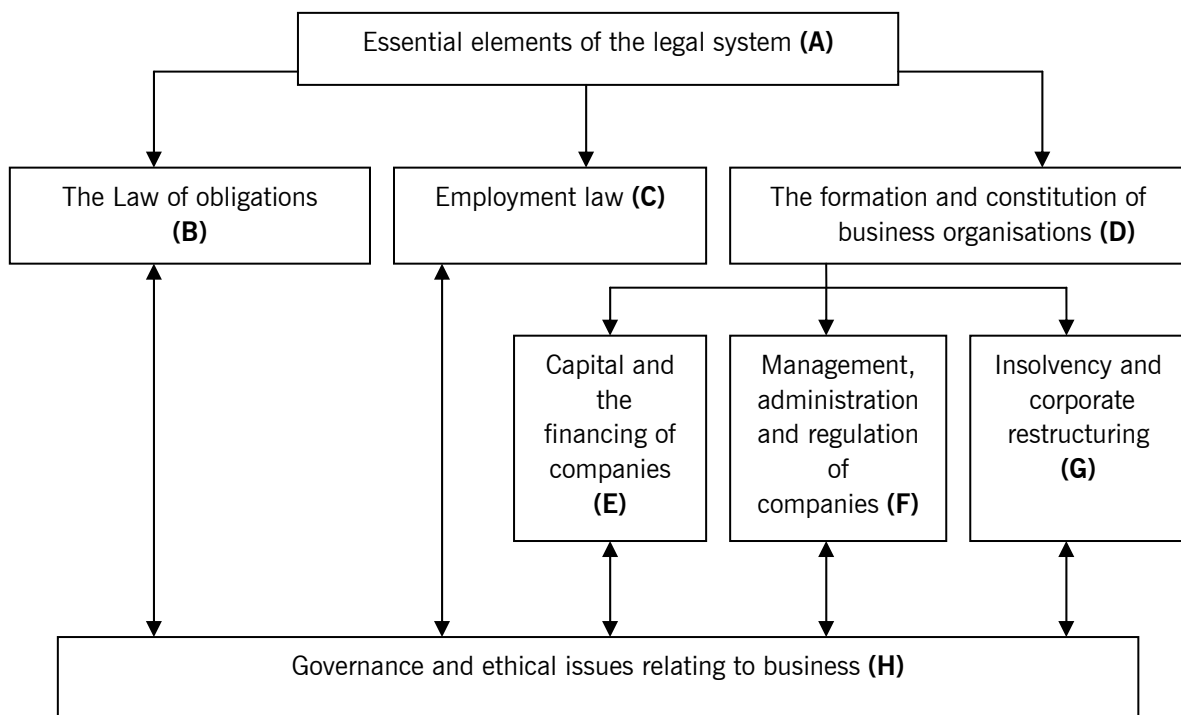 Essential elements of the legal system (A)
The Law of obligations
(B)
Employment law (C)
The formation and constitution of
business organisations (D)
Capital and
the
financing of
companies
(E)
Management,
administration
and regulation
of
companies (F)
Insolvency and
corporate
restructuring
(G)
Governance and ethical issues relating to business (H)